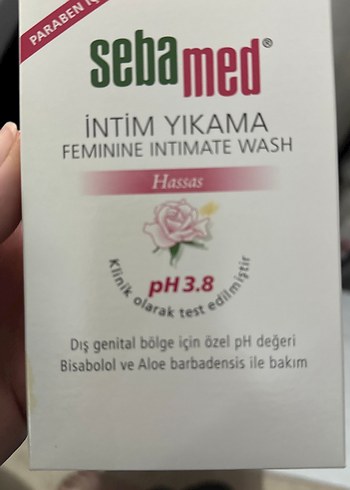 PARABEN İÇ
sebamed®
İNTİM YIKAMA
FEMININE INTIMATE WASH
Hassas
pH 3.8
Klinik olarak test edilmiştir
Dış genital bölge için özel pH değeri
Bisabolol ve Aloe barbadensis ile bakım